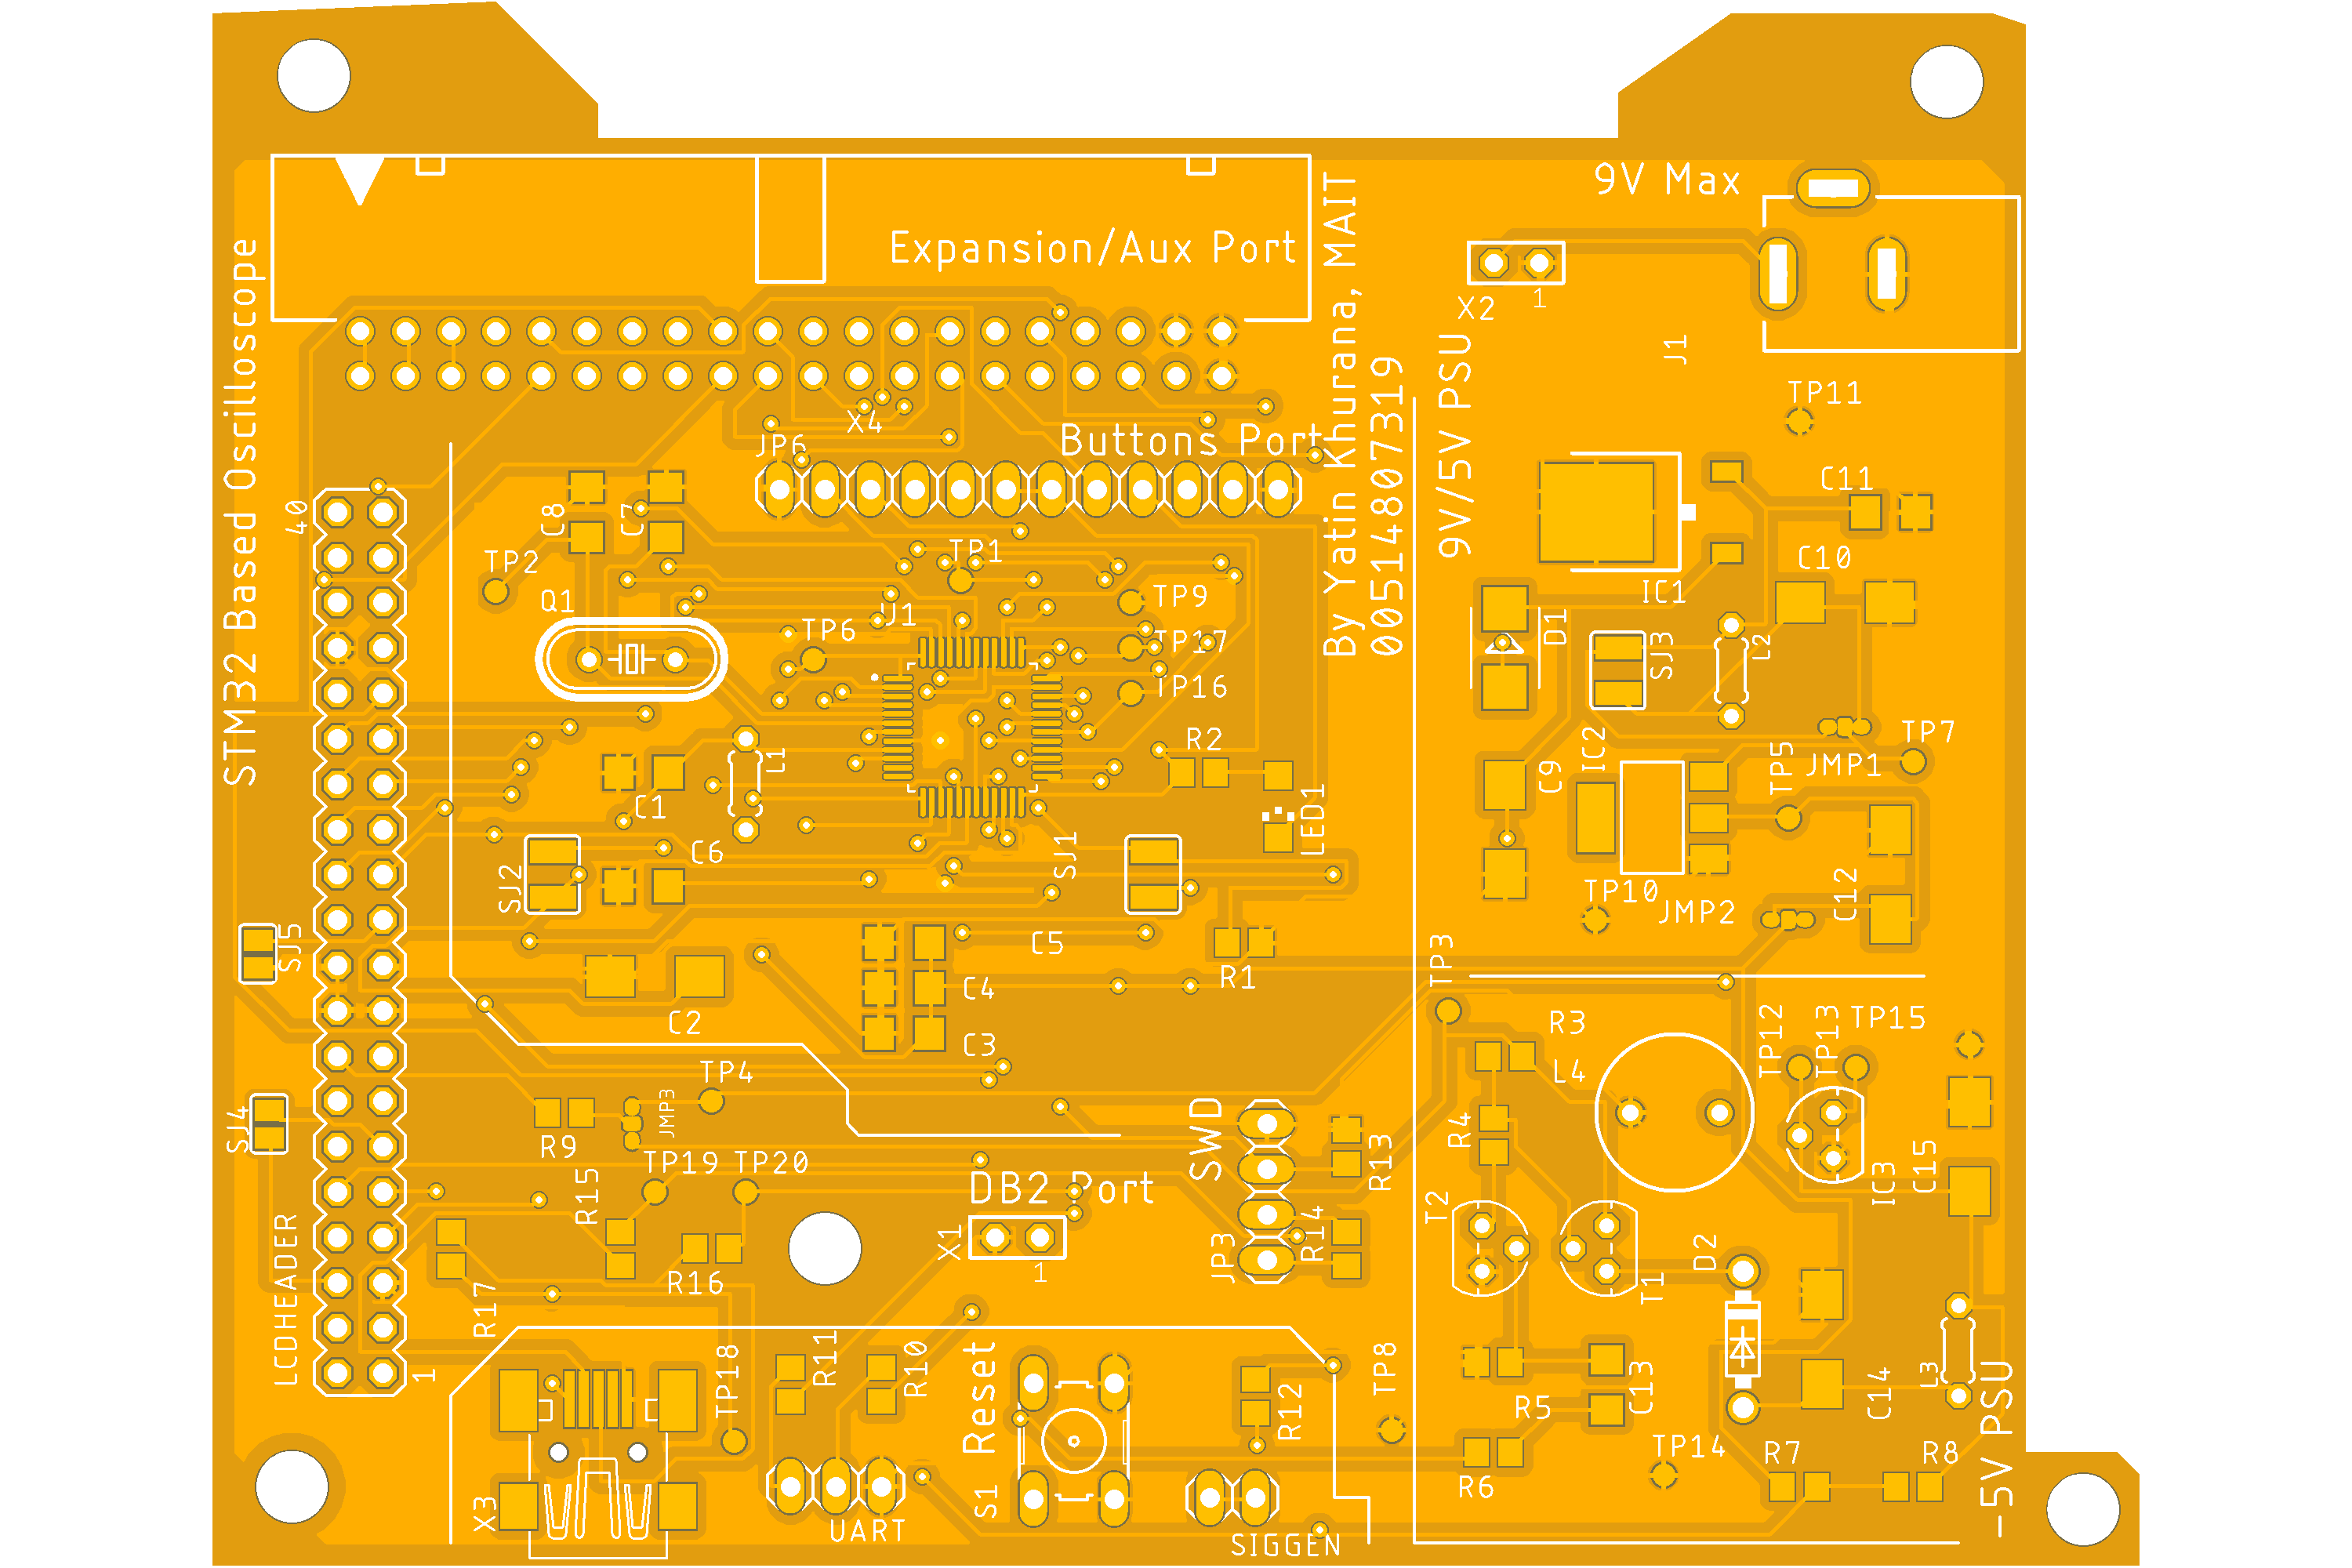 9V Max
Expansion/Aux Port
STM32 Based Oscilloscope
By Yatin Khurana, MAIT
00514807319
9V/5V PSU
X2
1
J1
TP11
X4
JP6
Buttons Port
40
C8
C7
TP2
TP1
Q1
U1
TP6
TP9
TP17
TP16
C11
C10
IC1
D1
SJ3
L2
TP7
JMP1
TP5
IC2
C9
R2
L1
C1
LED1
C6
SJ2
SJ1
TP10
JMP2
C12
SJ5
C5
R1
TP3
C4
C2
C3
R3
TP12
TP13
TP15
L4
TP4
JMP3
SWD
SJ4
R9
R4
R13
TP19
TP20
R15
DB2 Port
IC3
C15
T2
X1
1
JP3
R14
D2
T1
LCDHEADER
R17
R16
1
TP18
R11
R10
Reset
R12
TP8
R5
C13
C14
L3
-5V PSU
TP14
R7
R8
R6
X3
UART
S1
SIGGEN